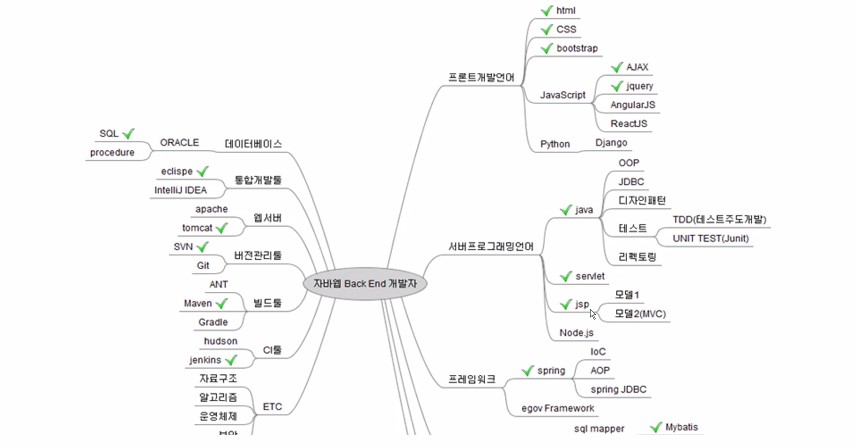 html
CSS
bootstrap
프론트개발언어
AJAX
jquery
JavaScript
AngularJS
ReactJS
Python
Django
SQL
procedure
ORACLE
데이터베이스
eclispe
IntelliJ IDEA
통합개발툴
apache
tomcat
웹서버
SVN
Git
버전관리툴
ANT
Maven
Gradle
빌드툴
hudson
jenkins
CI툴
자료구조
알고리즘
운영체제
보안
ETC
자바웹 Back End 개발자
서버프로그래밍언어
java
OOP
JDBC
디자인패턴
테스트
TDD(테스트주도개발)
UNIT TEST(Junit)
리펙토링
servlet
jsp
모델1
모델2(MVC)
Node.js
프레임워크
spring
IoC
AOP
spring JDBC
egov Framework
sql mapper
Mybatis